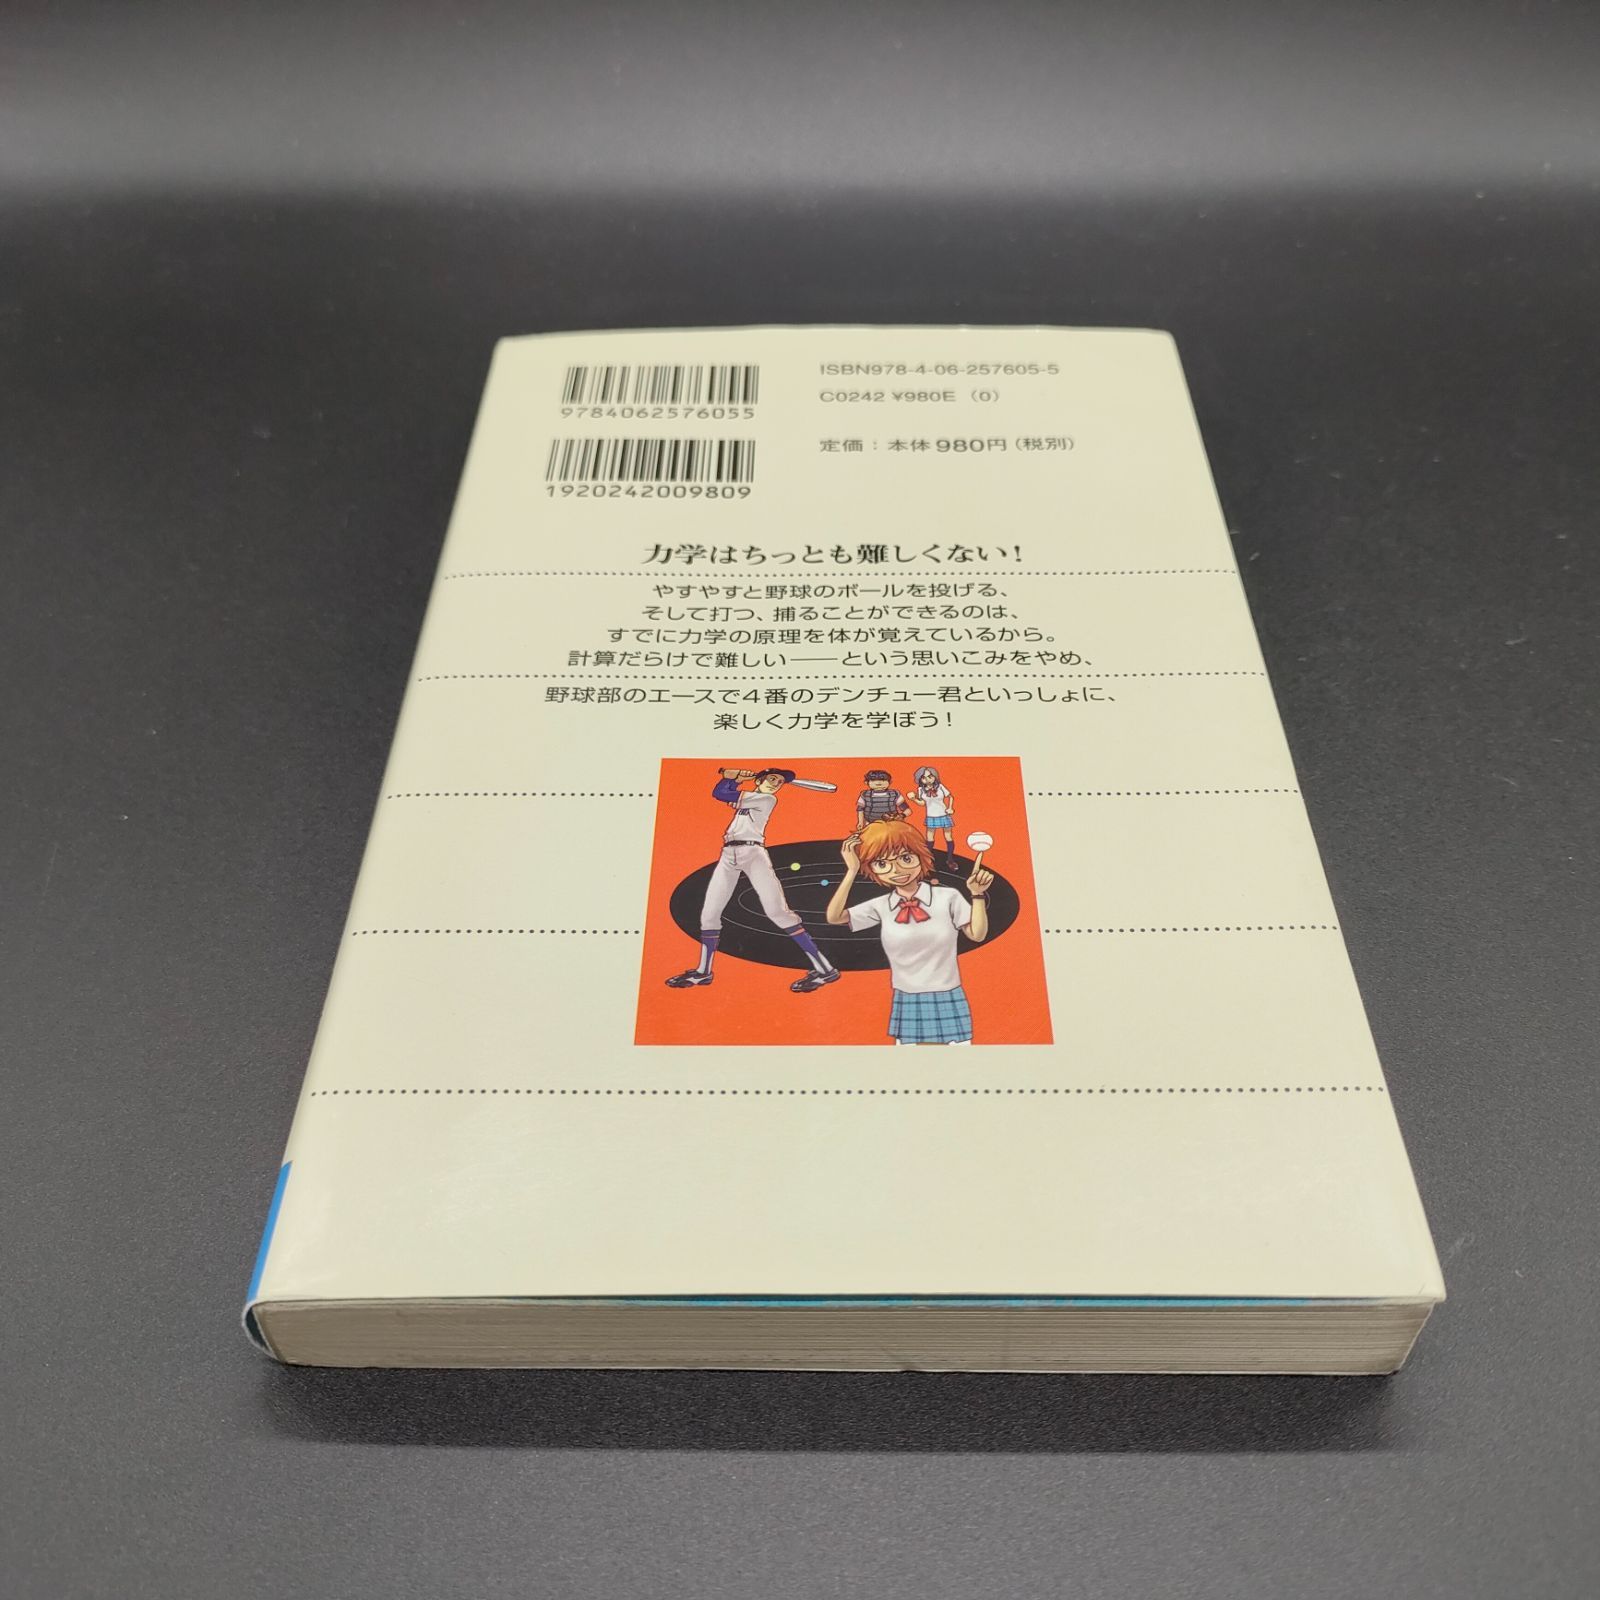 9784062576055
ISBN978-4-06-257605-5
C0242 ¥980E (0)
1920242009809
定価：本体980円（税別）
力学はちっとも難しくない！
やすやすと野球のボールを投げる、
そして打つ、捕ることができるのは、
すでに力学の原理を体が覚えているから。
計算だらけで難しい――という思いこみをやめ、
野球部のエースで4番のデンチュー君といっしょに、
楽しく力学を学ぼう！